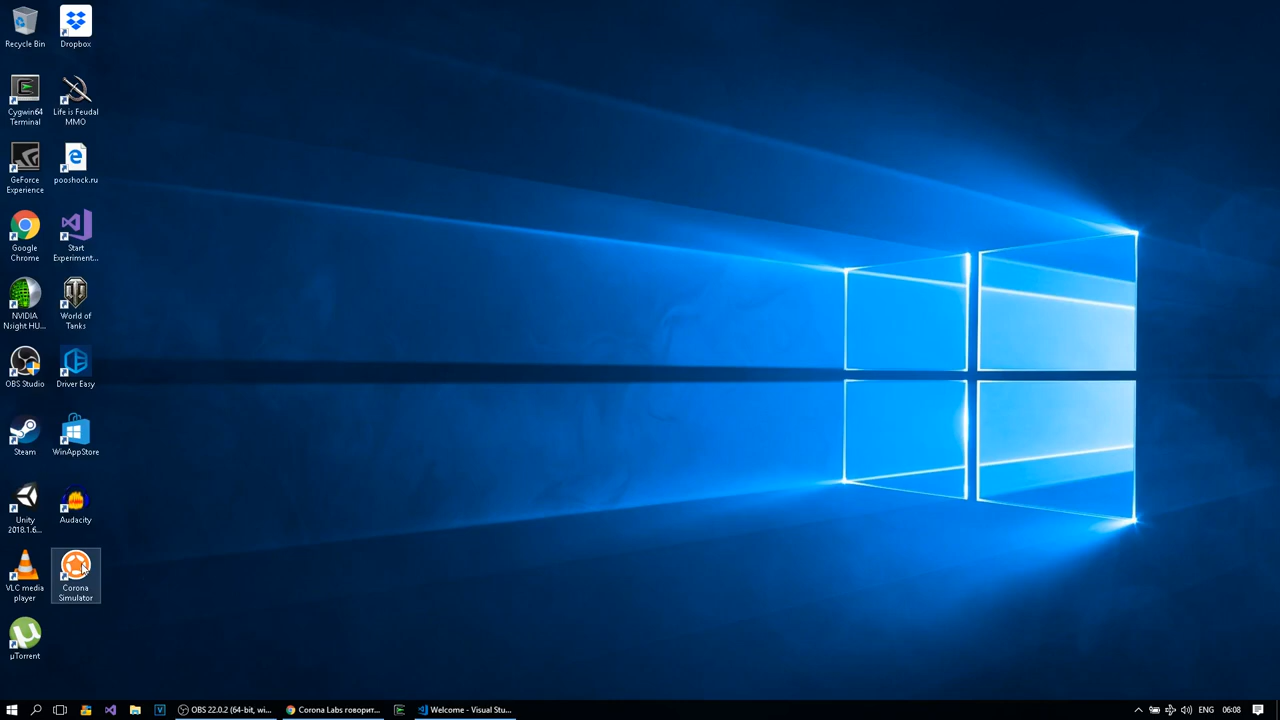 Recycle Bin
Dropbox
Cygwin64
Terminal
Life is Feudal
MMO
GeForce
Experience
pooshock.ru
Google
Chrome
Start
Experiment...
NVIDIA
Nsight HU...
World of
Tanks
OBS Studio
Driver Easy
Steam
WinAppStore
Unity
2018.1.6...
Audacity
VLC media
player
Corona
Simulator
µTorrent
OBS 22.0.2 (64-bit, wi...
Corona Labs говорит...
Welcome - Visual Stu...
ENG
06:08